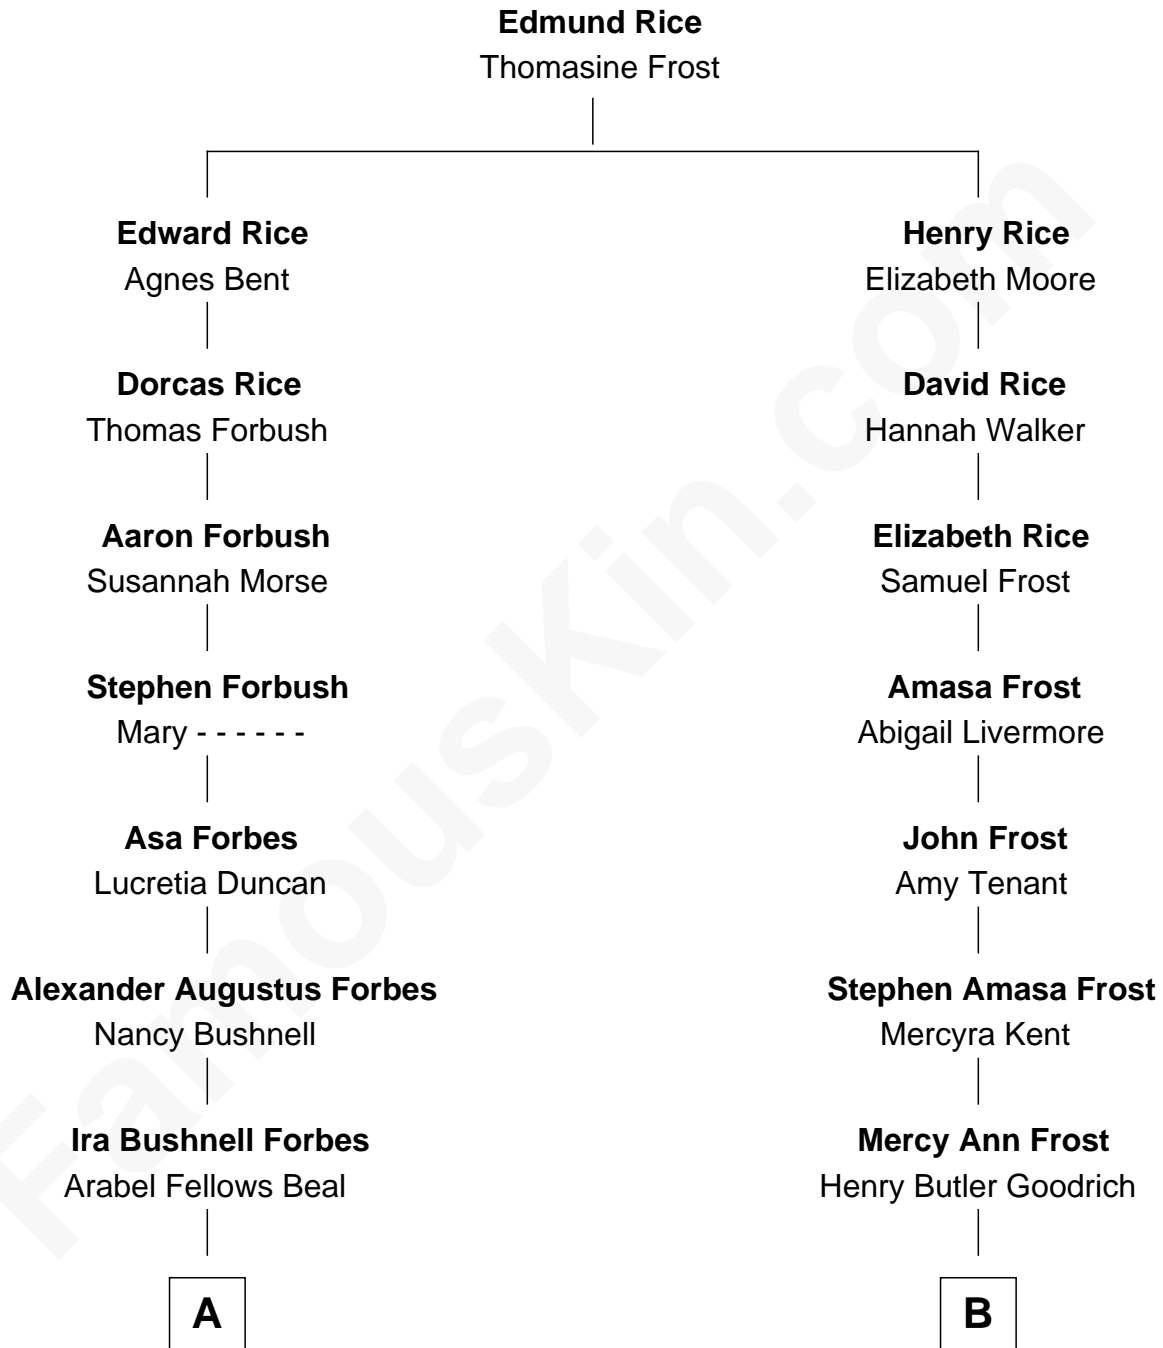 Edmund Rice
Thomasine Frost
Edward Rice
Agnes Bent
Henry Rice
Elizabeth Moore
Dorcas Rice
Thomas Forbush
David Rice
Hannah Walker
Aaron Forbush
Susannah Morse
Elizabeth Rice
Samuel Frost
Stephen Forbush
Mary - - - - - -
Amasa Frost
Abigail Livermore
Asa Forbes
Lucretia Duncan
John Frost
Amy Tenant
Alexander Augustus Forbes
Nancy Bushnell
Stephen Amasa Frost
Mercyra Kent
Ira Bushnell Forbes
Arabel Fellows Beal
Mercy Ann Frost
Henry Butler Goodrich
A
B
FamousKin.com